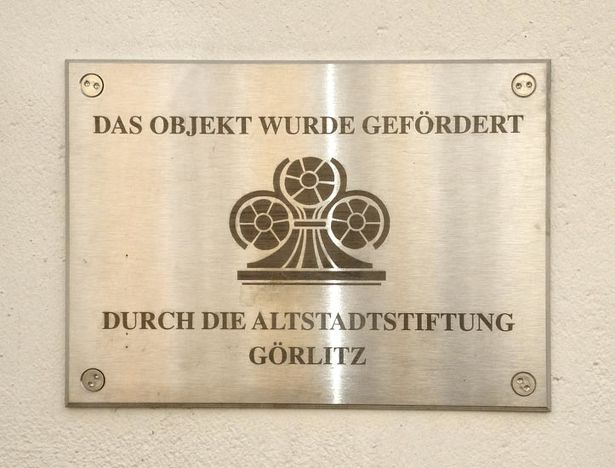 DAS OBJEKT WURDE GEFÖRDERT
DURCH DIE ALTSTADTSTIFTUNG
GÖRLITZ